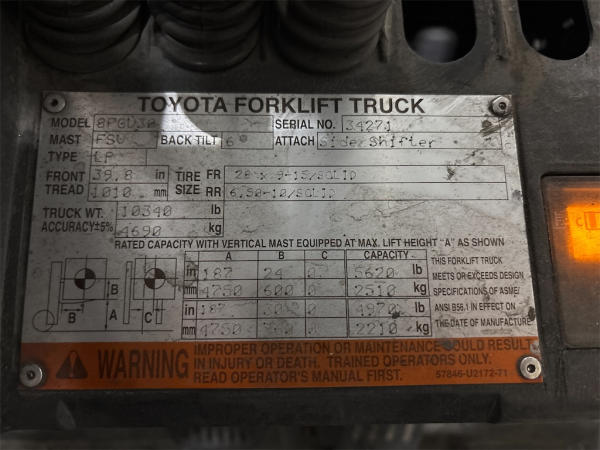 TOYOTA FORKLIFT TRUCK
MODEL 8FGU30 SERIAL NO. 34271
MAST FSV BACK TILT 6° ATTACH SideShifter
TYPE LP
FRONT TREAD 39.8 in TIRE SIZE FR 28 x 9-15/SOLID
1010 mm RR 6.50-10/SOLID
TRUCK WT. 10340 lb
ACCURACY±5% 4690 kg
RATED CAPACITY WITH VERTICAL MAST EQUIPPED AT MAX. LIFT HEIGHT "A" AS SHOWN
A B C CAPACITY
in 187 24 0 5620 lb
mm 4750 600 0 2510 kg
in 187 0 4970 lb
mm 4750 0 2210 kg
B
A
B C
THIS FORKLIFT TRUCK
MEETS OR EXCEEDS DESIGN
SPECIFICATIONS OF ASME/
ANSI B56.1 IN EFFECT ON
THE DATE OF MANUFACTURE
WARNING
IMPROPER OPERATION OR MAINTENANCE COULD RESULT
IN INJURY OR DEATH. TRAINED OPERATORS ONLY.
READ OPERATOR'S MANUAL FIRST.
57846-U2172-71